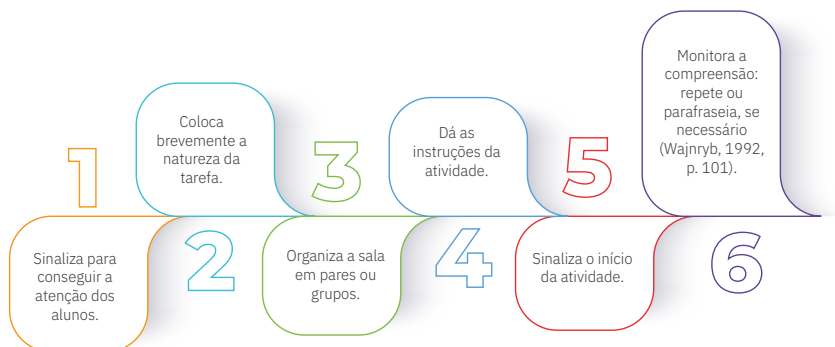 1
Sinaliza para
conseguir a
atenção dos
alunos.
2
Coloca
brevemente a
natureza da
tarefa.
3
Organiza a sala
em pares ou
grupos.
4
Dá as
instruções da
atividade.
5
Sinaliza o início
da atividade.
6
Monitora a
compreensão:
repete ou
parafraseia, se
necessário
(Wajnryb, 1992,
p. 101).